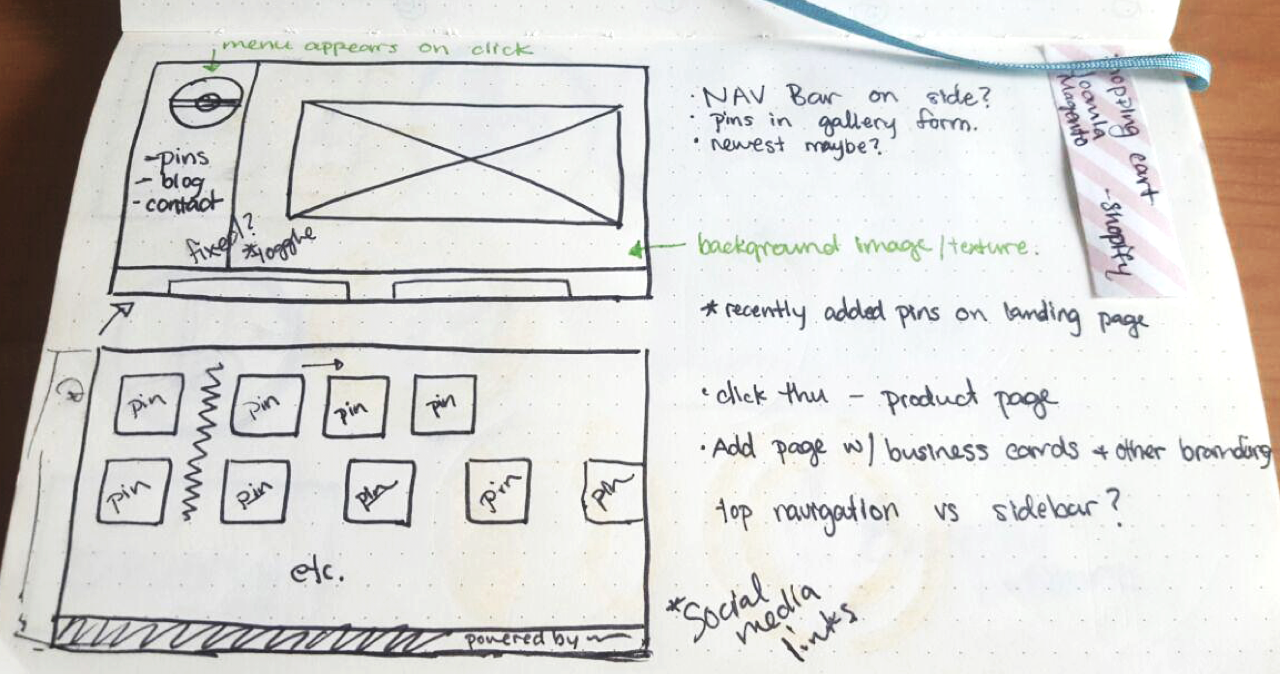 menu appears on click
- pins
- blog
- contact
fixed?
*toggle
• NAV Bar on side?
• pins in gallery form.
• newest maybe?
background image/texture.
*recently added pins on landing page
• click thru - product page
• Add page w/ business cards + other branding
top navigation vs sidebar?
*Social
media
links
pin
pin
pin
pin
pin
pin
pin
pin
pin
etc.
powered by
shopping cart
Joomla
- shopify
Magento